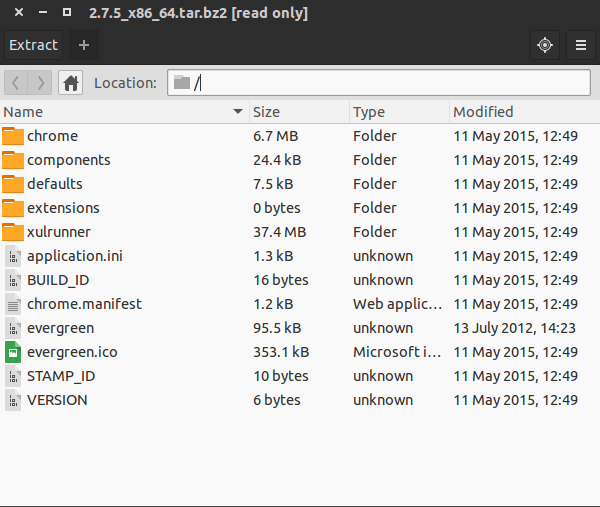 2.7.5_x86_64.tar.bz2 [read only]
Extract
Location: /
Name Size Type Modified
chrome 6.7 MB Folder 11 May 2015, 12:49
components 24.4 kB Folder 11 May 2015, 12:49
defaults 7.5 kB Folder 11 May 2015, 12:49
extensions 0 bytes Folder 11 May 2015, 12:49
xulrunner 37.4 MB Folder 11 May 2015, 12:49
application.ini 1.3 kB unknown 11 May 2015, 12:49
BUILD_ID 16 bytes unknown 11 May 2015, 12:49
chrome.manifest 1.2 kB Web applic... 11 May 2015, 12:49
evergreen 95.5 kB unknown 13 July 2012, 14:23
evergreen.ico 353.1 kB Microsoft i... 11 May 2015, 12:49
STAMP_ID 10 bytes unknown 11 May 2015, 12:49
VERSION 6 bytes unknown 11 May 2015, 12:49